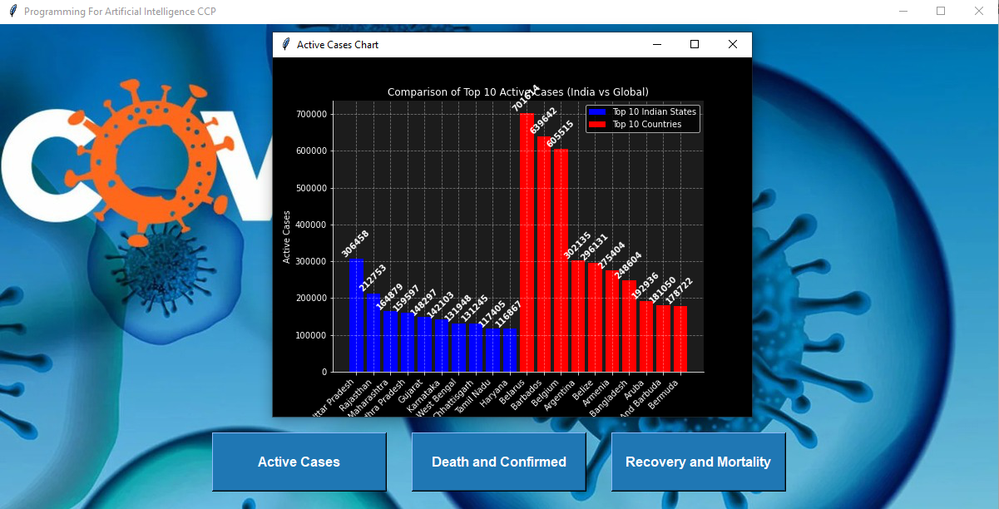 Programming For Artificial Intelligence CCP
COV
Active Cases Chart
Comparison of Top 10 Active Cases (India vs Global)
Top 10 Indian States
Top 10 Countries
Active Cases
700000
600000
500000
400000
300000
200000
100000
0
306458
212753
164879
159597
148297
142103
131948
131245
117405
116867
701614
639642
605515
302135
296131
275404
248604
192936
181050
178722
ttar Pradesh
Rajasthan
Maharashtra
hra Pradesh
Gujarat
Karnataka
West Bengal
Chhattisgarh
Tamil Nadu
Haryana
Belarus
Barbados
Belgium
Argentina
Belize
Armenia
Bangladesh
Aruba
And Barbuda
Bermuda
Active Cases
Death and Confirmed
Recovery and Mortality